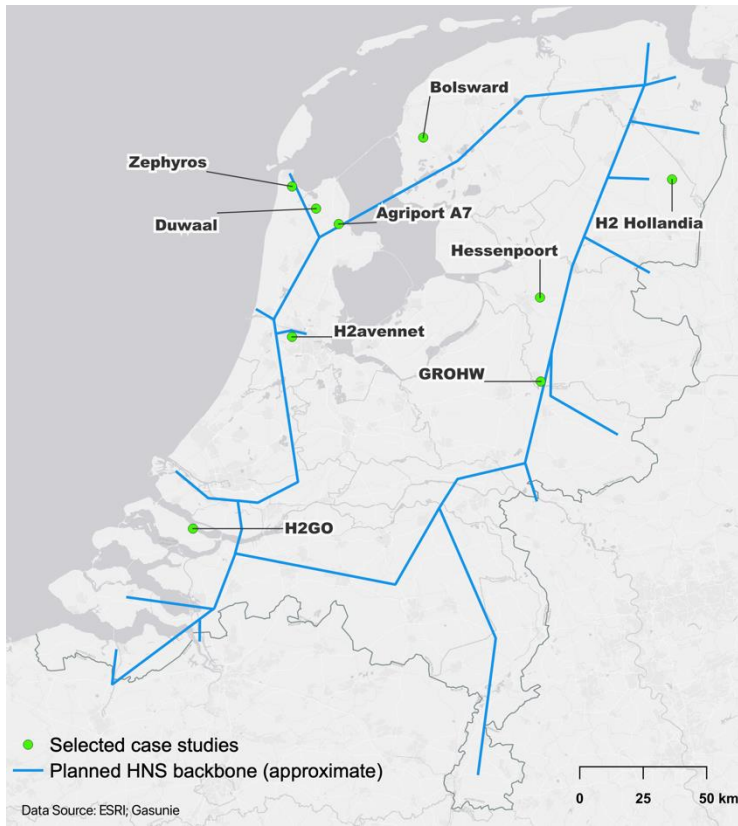 Bolsward
Zephyros
Duwaal
Agriport A7
H2 Hollandia
Hessenpoort
H2avennet
GROHW
H2GO
Selected case studies
Planned HNS backbone (approximate)
0 25 50 km
Data Source: ESRI; Gasunie